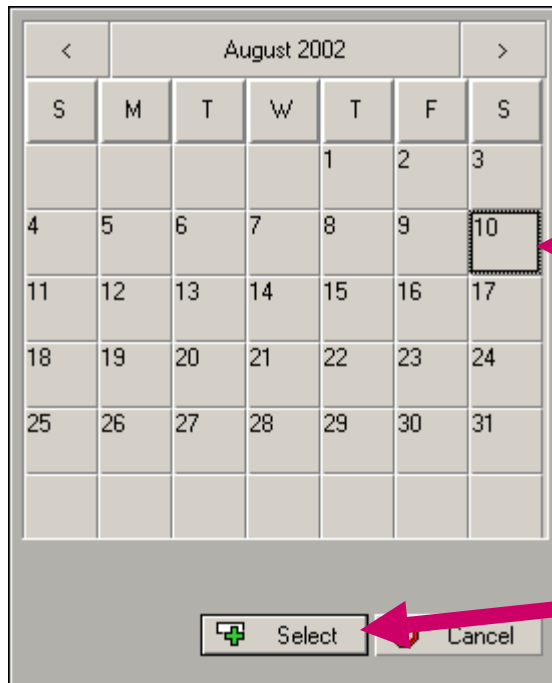 < August 2002 >
S M T W T F S
1 2 3
4 5 6 7 8 9 10
11 12 13 14 15 16 17
18 19 20 21 22 23 24
25 26 27 28 29 30 31
Select Cancel